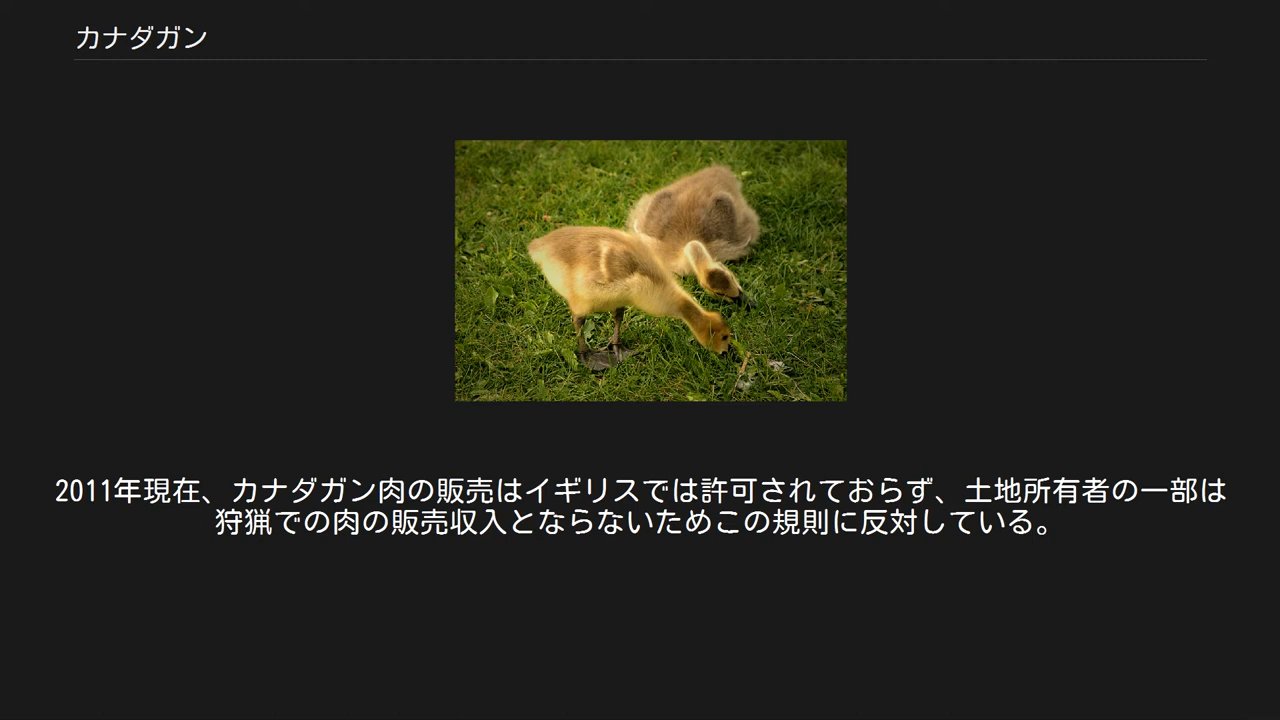 カナダガン
2011年現在、カナダガン肉の販売はイギリスでは許可されておらず、土地所有者の一部は
狩猟での肉の販売収入とならないためこの規則に反対している。